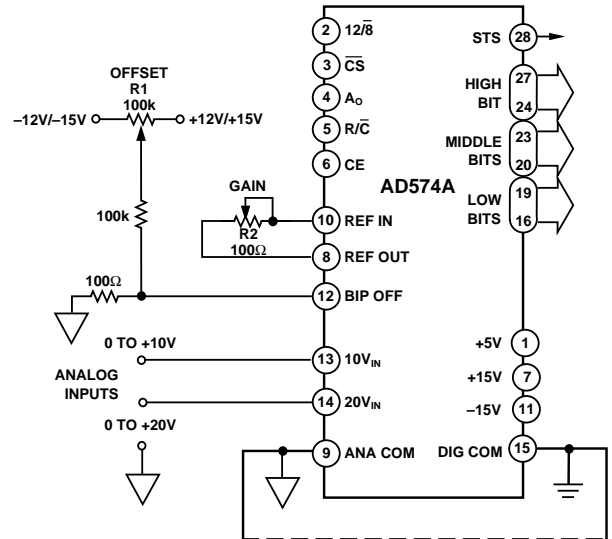 OFFSET
R1
100k
–12V/–15V
+12V/+15V
100k
GAIN
R2
100Ω
100Ω
0 TO +10V
ANALOG
INPUTS
0 TO +20V
2 12/8̅
3 C̅S̅
4 AO
5 R/C̅
6 CE
10 REF IN
8 REF OUT
12 BIP OFF
13 10VIN
14 20VIN
9 ANA COM
AD574A
STS 28
HIGH
BIT
27
24
MIDDLE
BITS
23
20
LOW
BITS
19
16
+5V 1
+15V 7
–15V 11
DIG COM 15